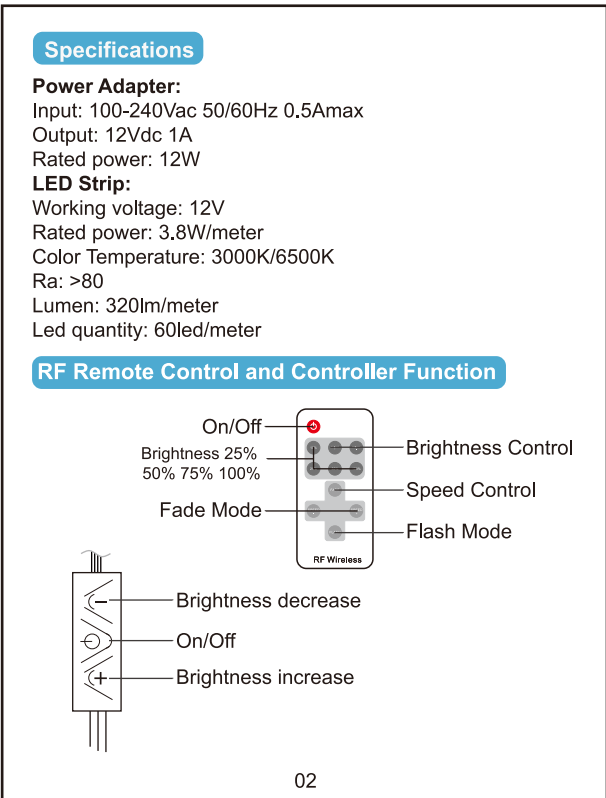 Specifications
Power Adapter:
Input: 100-240Vac 50/60Hz 0.5Amax
Output: 12Vdc 1A
Rated power: 12W
LED Strip:
Working voltage: 12V
Rated power: 3.8W/meter
Color Temperature: 3000K/6500K
Ra: >80
Lumen: 320lm/meter
Led quantity: 60led/meter
RF Remote Control and Controller Function
On/Off
Brightness 25%
50% 75% 100%
Brightness Control
Speed Control
Fade Mode
Flash Mode
RF Wireless
Brightness decrease
On/Off
Brightness increase
02